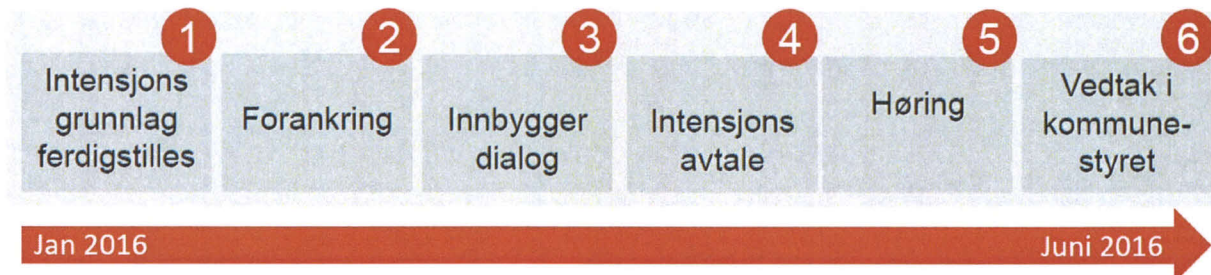 1
Intensjons
grunnlag
ferdigstilles
2
Forankring
3
Innbygger
dialog
4
Intensjons
avtale
5
Høring
6
Vedtak i
kommune-
styret
Jan 2016
Juni 2016